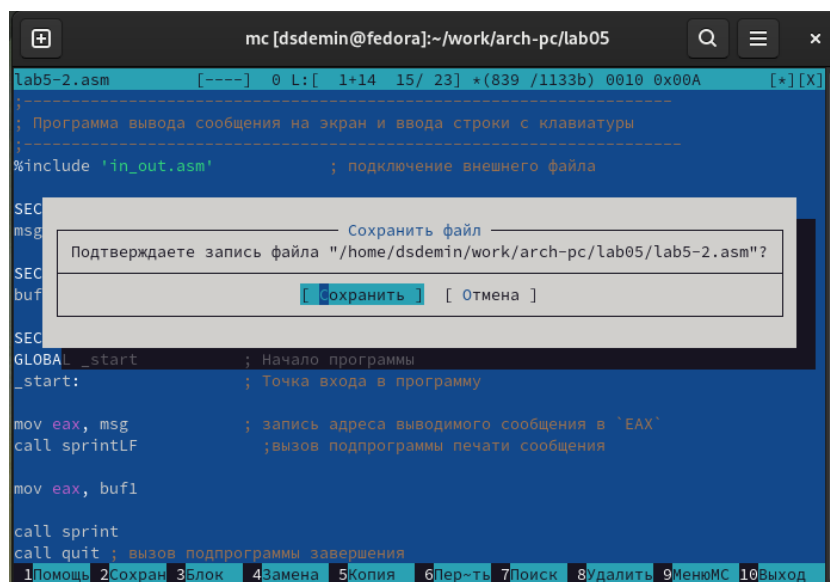 mc [dsdemin@fedora]:~/work/arch-pc/lab05
lab5-2.asm [----] 0 L:[ 1+14 15/ 23] *(839 /1133b) 0010 0x00A [*][X]
;---------------------------------------------------------------
; Программа вывода сообщения на экран и ввода строки с клавиатуры
;---------------------------------------------------------------
%include 'in_out.asm' ; подключение внешнего файла
SEC
msg
Сохранить файл
Подтверждаете запись файла "/home/dsdemin/work/arch-pc/lab05/lab5-2.asm"?
SEC
buf
[ Сохранить ] [ Отмена ]
SEC
GLOBAL _start ; Начало программы
_start: ; Точка входа в программу
mov eax, msg ; запись адреса выводимого сообщения в `EAX`
call sprintLF ;вызов подпрограммы печати сообщения
mov eax, buf1
call sprint
call quit ; вызов подпрограммы завершения
1Помощь 2Сохран 3Блок 4Замена 5Копия 6Пер~ть 7Поиск 8Удалить 9МенюМС 10Выход